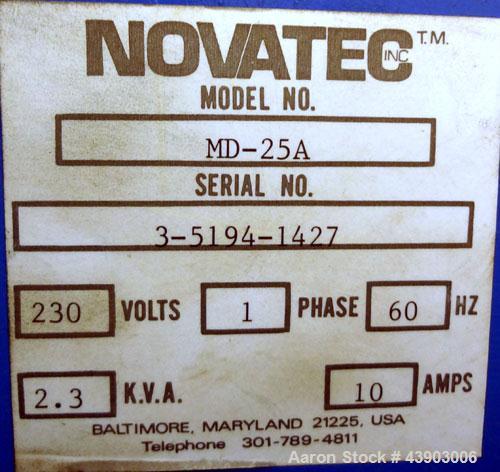 NOVATEC INC T.M.
MODEL NO.
MD-25A
SERIAL NO.
3-5194-1427
230 VOLTS 1 PHASE 60 HZ
2.3 K.V.A. 10 AMPS
BALTIMORE, MARYLAND 21225, USA
Telephone 301-789-4811
Aaron Stock # 43903006